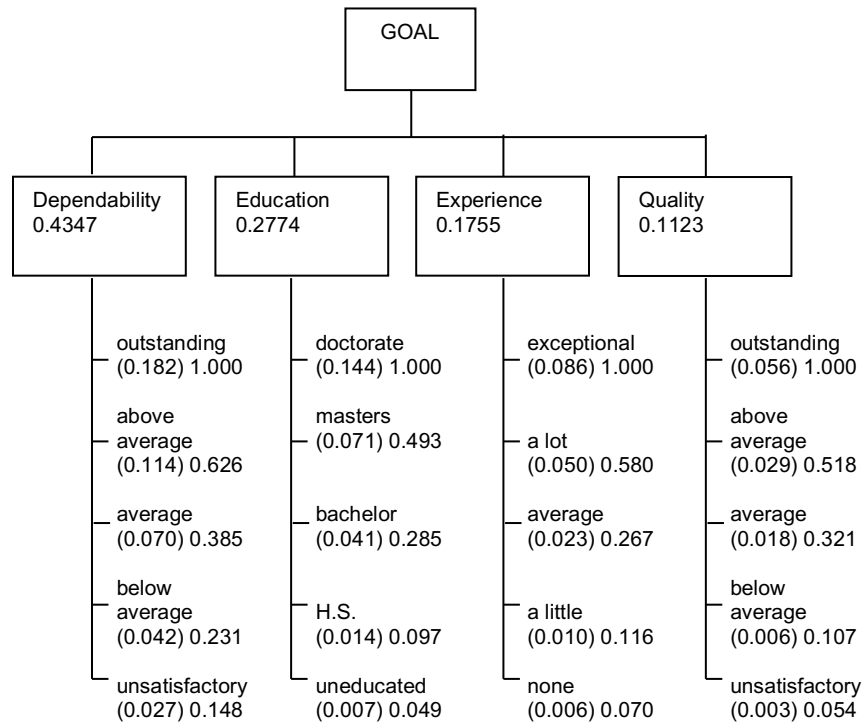 GOAL
Dependability
0.4347
Education
0.2774
Experience
0.1755
Quality
0.1123
outstanding
(0.182) 1.000
above
average
(0.114) 0.626
average
(0.070) 0.385
below
average
(0.042) 0.231
unsatisfactory
(0.027) 0.148
doctorate
(0.144) 1.000
masters
(0.071) 0.493
bachelor
(0.041) 0.285
H.S.
(0.014) 0.097
uneducated
(0.007) 0.049
exceptional
(0.086) 1.000
a lot
(0.050) 0.580
average
(0.023) 0.267
a little
(0.010) 0.116
none
(0.006) 0.070
outstanding
(0.056) 1.000
above
average
(0.029) 0.518
average
(0.018) 0.321
below
average
(0.006) 0.107
unsatisfactory
(0.003) 0.054